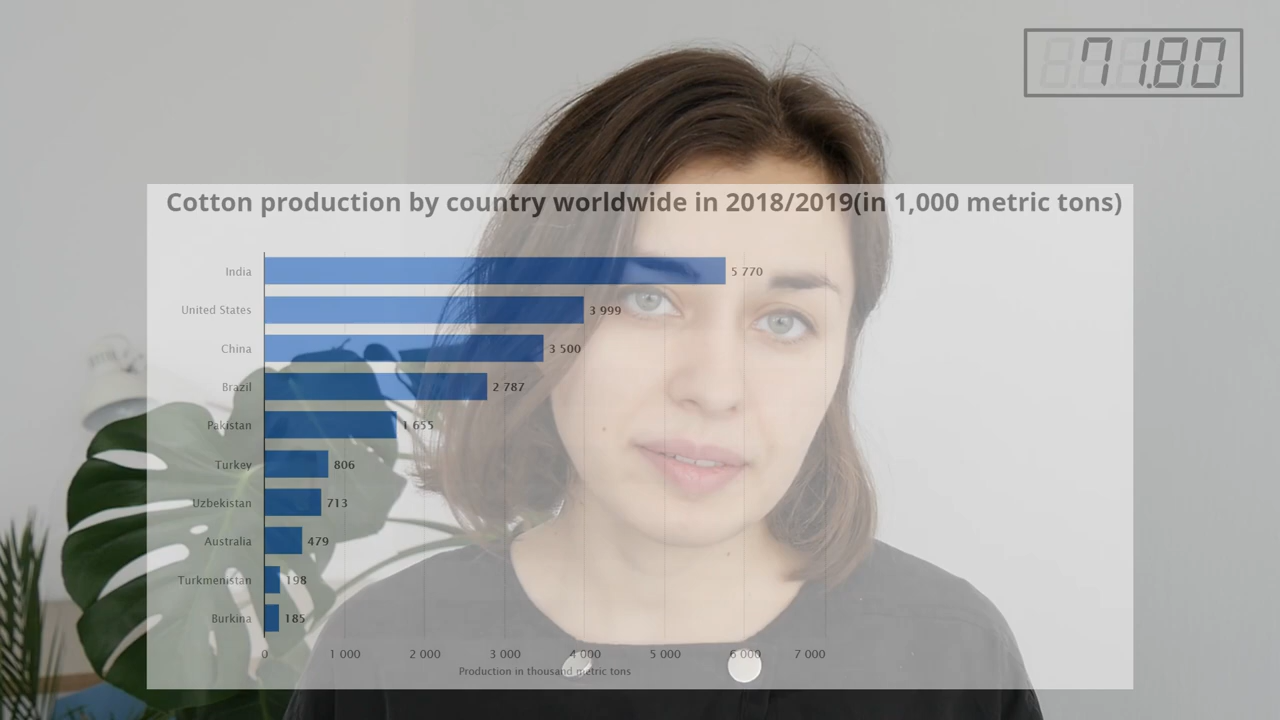 71.80
Cotton production by country worldwide in 2018/2019(in 1,000 metric tons)
India 5 770
United States 3 999
China 3 500
Brazil 2 787
Pakistan 1 655
Turkey 806
Uzbekistan 713
Australia 479
Turkmenistan 198
Burkina 185
0 1 000 2 000 3 000 4 000 5 000 6 000 7 000
Production in thousand metric tons